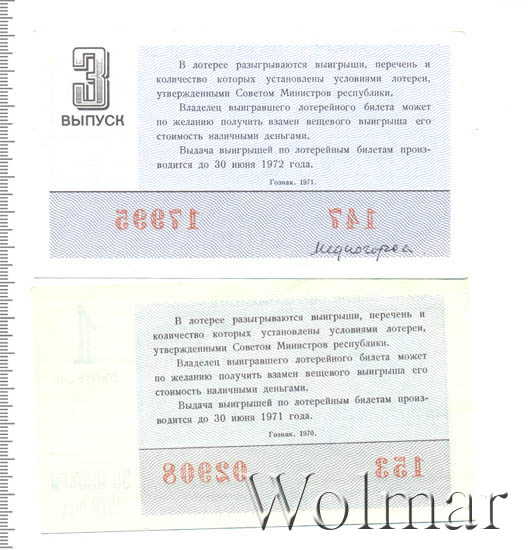 3
ВЫПУСК
В лотерее разыгрываются выигрыши, перечень и
количество которых установлены условиями лотереи,
утвержденными Советом Министров республики.
Владелец выигравшего лотерейного билета может
по желанию получить взамен вещевого выигрыша его
стоимость наличными деньгами.
Выдача выигрышей по лотерейным билетам произ-
водится до 30 июня 1972 года.
Гознак. 1971.
17995 147
Медногорск
1
В лотерее разыгрываются выигрыши, перечень и
количество которых установлены условиями лотереи,
утвержденными Советом Министров республики.
Владелец выигравшего лотерейного билета может
по желанию получить взамен вещевого выигрыша его
стоимость наличными деньгами.
Выдача выигрышей по лотерейным билетам произ-
водится до 30 июня 1971 года.
Гознак. 1970.
02908 153
Wolmar